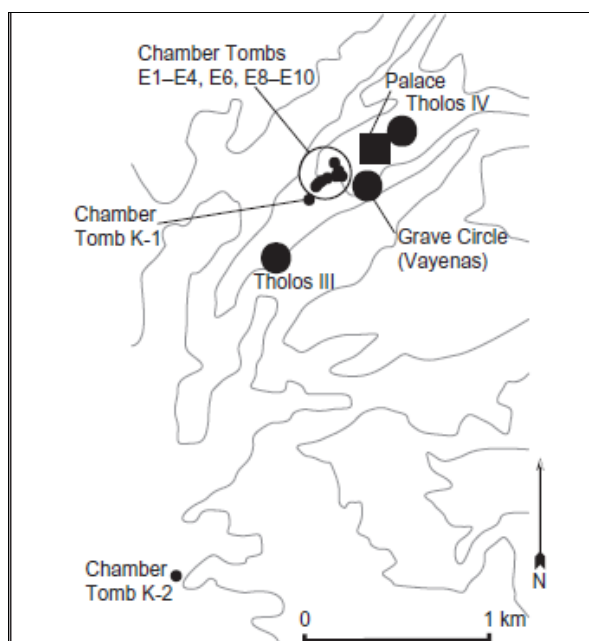 Chamber Tombs
E1–E4, E6, E8–E10
Palace
Tholos IV
Chamber
Tomb K-1
Grave Circle
(Vayenas)
Tholos III
Chamber
Tomb K-2
N
0 1 km